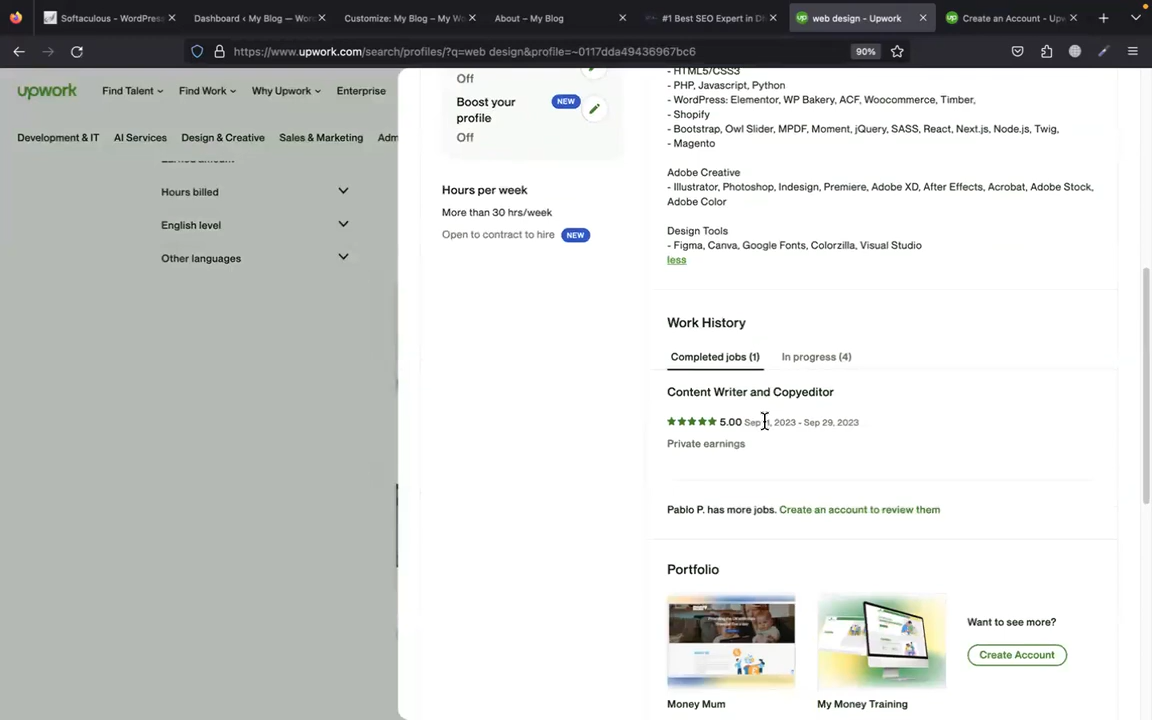 Softaculous - WordPress
Dashboard ‹ My Blog — Wor
Customize: My Blog – My Wo
About – My Blog
#1 Best SEO Expert in D
web design - Upwork
Create an Account - Upw
https://www.upwork.com/search/profiles/?q=web design&profile=~0117dda49436967bc6
90%
upwork
Find Talent
Find Work
Why Upwork
Enterprise
Development & IT
AI Services
Design & Creative
Sales & Marketing
Adm
Earned amount
Hours billed
English level
Other languages
Off
Boost your
profile
NEW
Off
Hours per week
More than 30 hrs/week
Open to contract to hire NEW
- HTML5/CSS3
- PHP, Javascript, Python
- WordPress: Elementor, WP Bakery, ACF, Woocommerce, Timber,
- Shopify
- Bootstrap, Owl Slider, MPDF, Moment, jQuery, SASS, React, Next.js, Node.js, Twig,
- Magento
Adobe Creative
- Illustrator, Photoshop, Indesign, Premiere, Adobe XD, After Effects, Acrobat, Adobe Stock,
Adobe Color
Design Tools
- Figma, Canva, Google Fonts, Colorzilla, Visual Studio
less
Work History
Completed jobs (1)
In progress (4)
Content Writer and Copyeditor
5.00 Sep 2023 - Sep 29, 2023
Private earnings
Pablo P. has more jobs. Create an account to review them
Portfolio
Want to see more?
Create Account
Money Mum
My Money Training